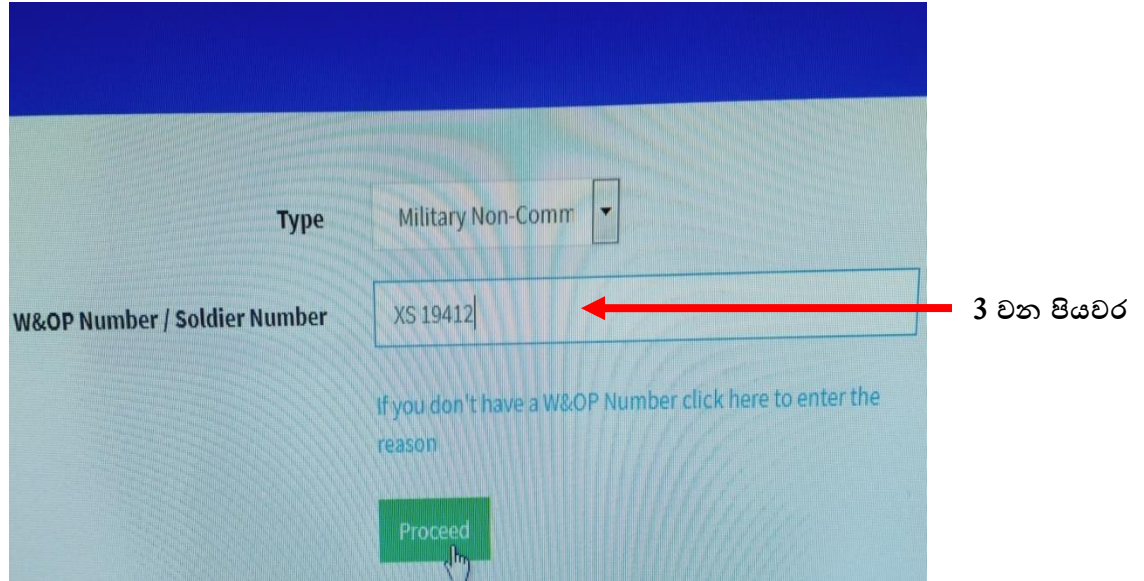 Type
Military Non-Comm
W&OP Number / Soldier Number
XS 19412
3 වන පියවර
If you don't have a W&OP Number click here to enter the
reason
Proceed